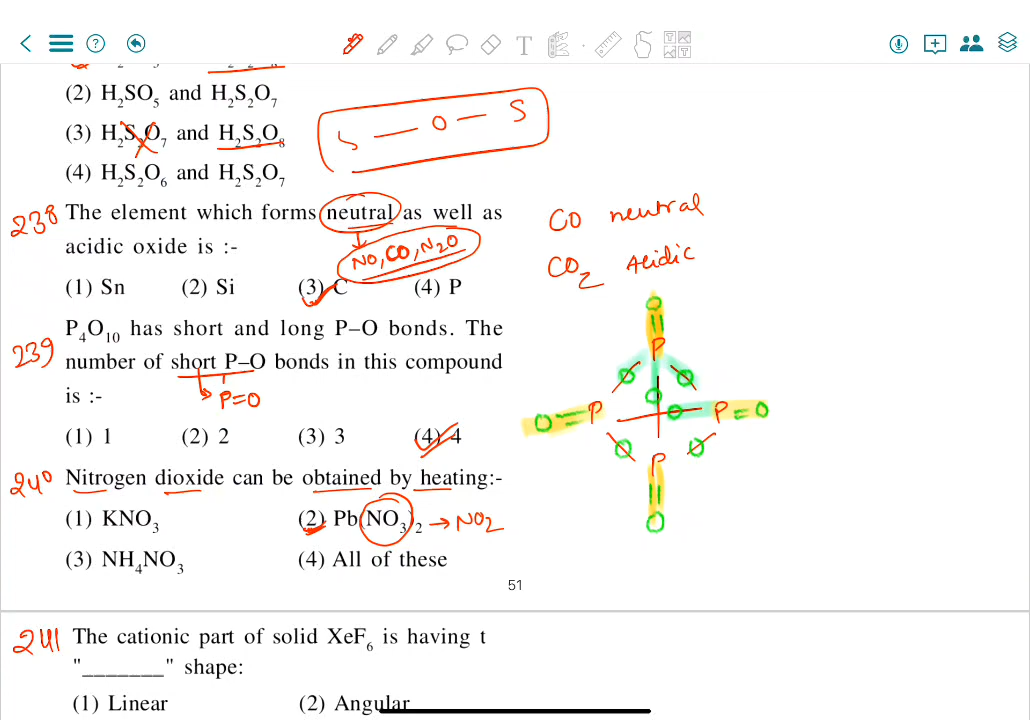 T
(2) H₂SO₅ and H₂S₂O₇
S — O — S
(3) H₂S₂O₇ and H₂S₂O₈
(4) H₂S₂O₆ and H₂S₂O₇
238 The element which forms neutral as well as
acidic oxide is :-
NO, CO, N₂O
CO neutral
CO₂ Acidic
(1) Sn (2) Si (3) C (4) P
239 P₄O₁₀ has short and long P–O bonds. The
number of short P–O bonds in this compound
is :- P=O
(1) 1 (2) 2 (3) 3 (4) 4
O
P
O O
O
O=P O P=O
O O
P
O
240 Nitrogen dioxide can be obtained by heating:-
(1) KNO₃ (2) Pb(NO₃)₂ → NO₂
(3) NH₄NO₃ (4) All of these
51
241 The cationic part of solid XeF₆ is having t
"_______" shape:
(1) Linear (2) Angular